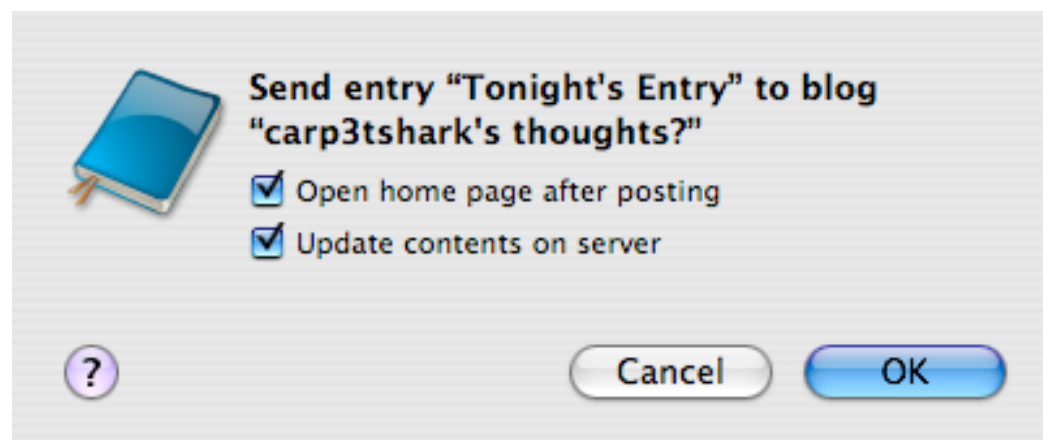 Send entry “Tonight's Entry” to blog
“carp3tshark's thoughts?”
Open home page after posting
Update contents on server
?
Cancel
OK